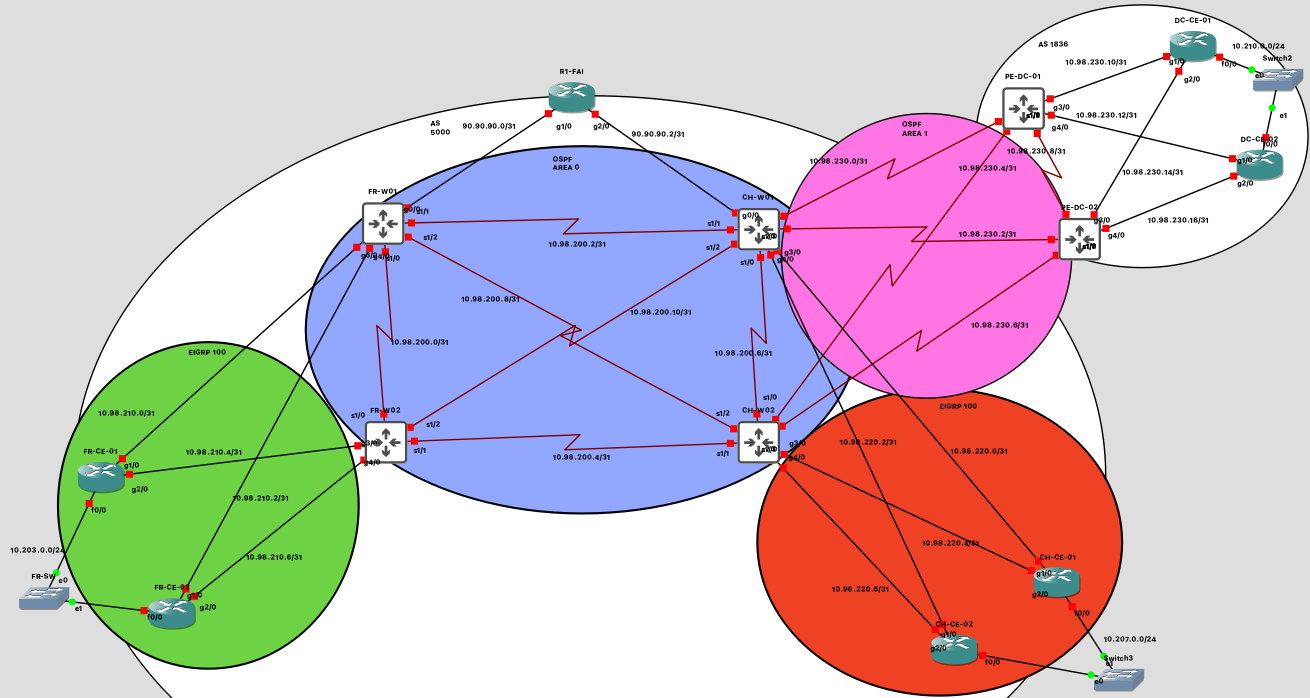 DC-CE-01
AS 1836
10.210.0.0/24
10.98.230.10/31
g1/0
f0/0
Switch2
e0
R1-FAI
PE-DC-01
g2/0
g3/0
s1/0
g4/0
10.98.230.12/31
e1
AS
5000
90.90.90.0/31
g1/0
g2/0
90.90.90.2/31
OSPF
AREA 1
DC-CE-02
f0/0
g1/0
g2/0
OSPF
AREA 0
10.98.230.0/31
10.98.230.4/31
10.98.230.8/31
10.98.230.14/31
FR-W01
g0/0
s1/1
CH-W01
g0/0
s1/1
s1/2
PE-DC-02
g3/0
g4/0
s1/0
10.98.230.16/31
s1/2
10.98.200.2/31
10.98.230.2/31
s1/2
s1/0
g3/0
g4/0
s1/0
10.98.200.8/31
10.98.200.10/31
10.98.230.6/31
10.98.200.0/31
10.98.200.6/31
EIGRP 100
s1/0
EIGRP 100
10.98.210.0/31
s1/0
FR-W02
s1/2
s1/2
CH-W02
g3/0
s1/1
10.98.200.4/31
s1/1
g3/0
g4/0
10.98.220.2/31
10.98.220.0/31
FR-CE-01
g1/0
10.98.210.4/31
g4/0
g2/0
f0/0
10.98.210.2/31
10.98.220.4/31
10.203.0.0/24
10.98.210.6/31
CH-CE-01
g1/0
g2/0
f0/0
FR-SW
e0
e1
FR-CE-02
g1/0
g2/0
f0/0
10.98.220.6/31
CH-CE-02
g1/0
g2/0
f0/0
10.207.0.0/24
Switch3
e0